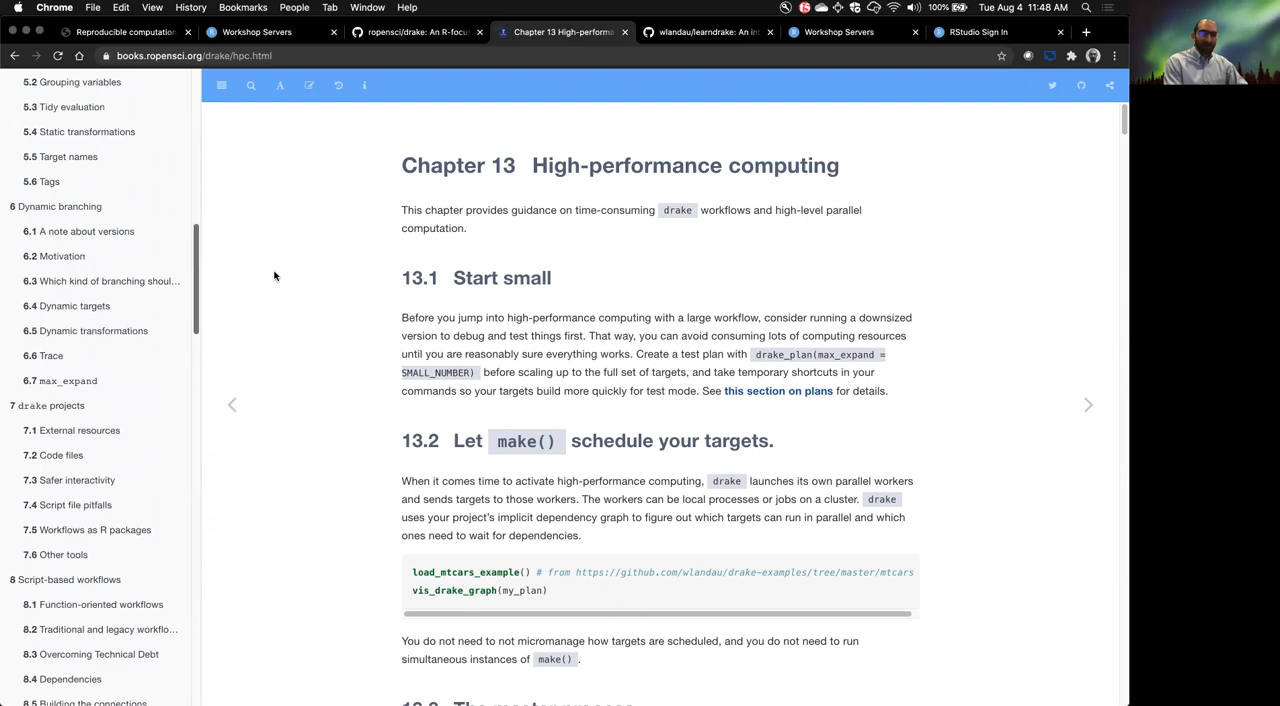 Chrome File Edit View History Bookmarks People Tab Window Help 100% Tue Aug 4 11:48 AM
Reproducible computation Workshop Servers ropensci/drake: An R-focus Chapter 13 High-performa wlandau/learndrake: An int Workshop Servers RStudio Sign In
books.ropensci.org/drake/hpc.html
5.2 Grouping variables
5.3 Tidy evaluation
5.4 Static transformations
5.5 Target names
5.6 Tags
6 Dynamic branching
6.1 A note about versions
6.2 Motivation
6.3 Which kind of branching shoul…
6.4 Dynamic targets
6.5 Dynamic transformations
6.6 Trace
6.7 max_expand
7 drake projects
7.1 External resources
7.2 Code files
7.3 Safer interactivity
7.4 Script file pitfalls
7.5 Workflows as R packages
7.6 Other tools
8 Script-based workflows
8.1 Function-oriented workflows
8.2 Traditional and legacy workflo…
8.3 Overcoming Technical Debt
8.4 Dependencies
8.5 Building the connections
Chapter 13 High-performance computing
This chapter provides guidance on time-consuming drake workflows and high-level parallel
computation.
13.1 Start small
Before you jump into high-performance computing with a large workflow, consider running a downsized
version to debug and test things first. That way, you can avoid consuming lots of computing resources
until you are reasonably sure everything works. Create a test plan with drake_plan(max_expand =
SMALL_NUMBER) before scaling up to the full set of targets, and take temporary shortcuts in your
commands so your targets build more quickly for test mode. See this section on plans for details.
13.2 Let make() schedule your targets.
When it comes time to activate high-performance computing, drake launches its own parallel workers
and sends targets to those workers. The workers can be local processes or jobs on a cluster. drake
uses your project's implicit dependency graph to figure out which targets can run in parallel and which
ones need to wait for dependencies.
load_mtcars_example() # from https://github.com/wlandau/drake-examples/tree/master/mtcars
vis_drake_graph(my_plan)
You do not need to not micromanage how targets are scheduled, and you do not need to run
simultaneous instances of make().
13.3 The master process